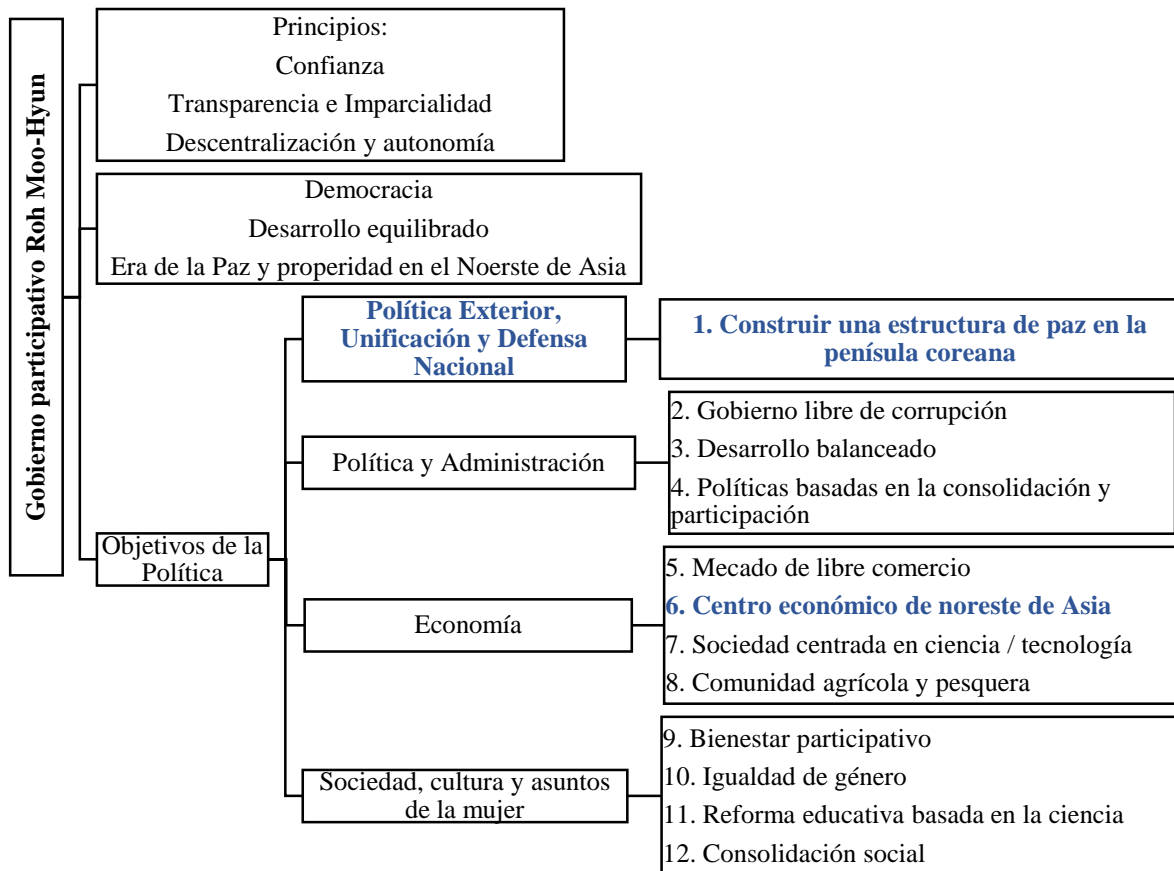 Gobierno participativo Roh Moo-Hyun
Principios:
Confianza
Transparencia e Imparcialidad
Descentralización y autonomía
Democracia
Desarrollo equilibrado
Era de la Paz y properidad en el Noerste de Asia
Objetivos de la
Política
Política Exterior,
Unificación y Defensa
Nacional
1. Construir una estructura de paz en la
penísula coreana
Política y Administración
2. Gobierno libre de corrupción
3. Desarrollo balanceado
4. Políticas basadas en la consolidación y
participación
Economía
5. Mecado de libre comercio
6. Centro económico de noreste de Asia
7. Sociedad centrada en ciencia / tecnología
8. Comunidad agrícola y pesquera
Sociedad, cultura y asuntos
de la mujer
9. Bienestar participativo
10. Igualdad de género
11. Reforma educativa basada en la ciencia
12. Consolidación social